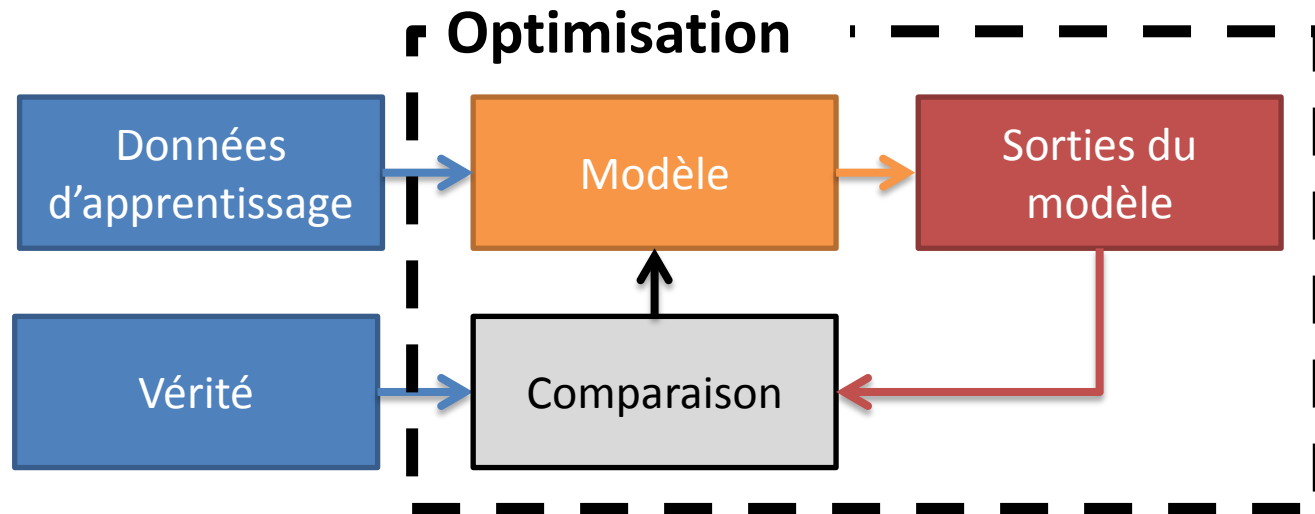 Optimisation
Données
d’apprentissage
Modèle
Sorties du
modèle
Vérité
Comparaison